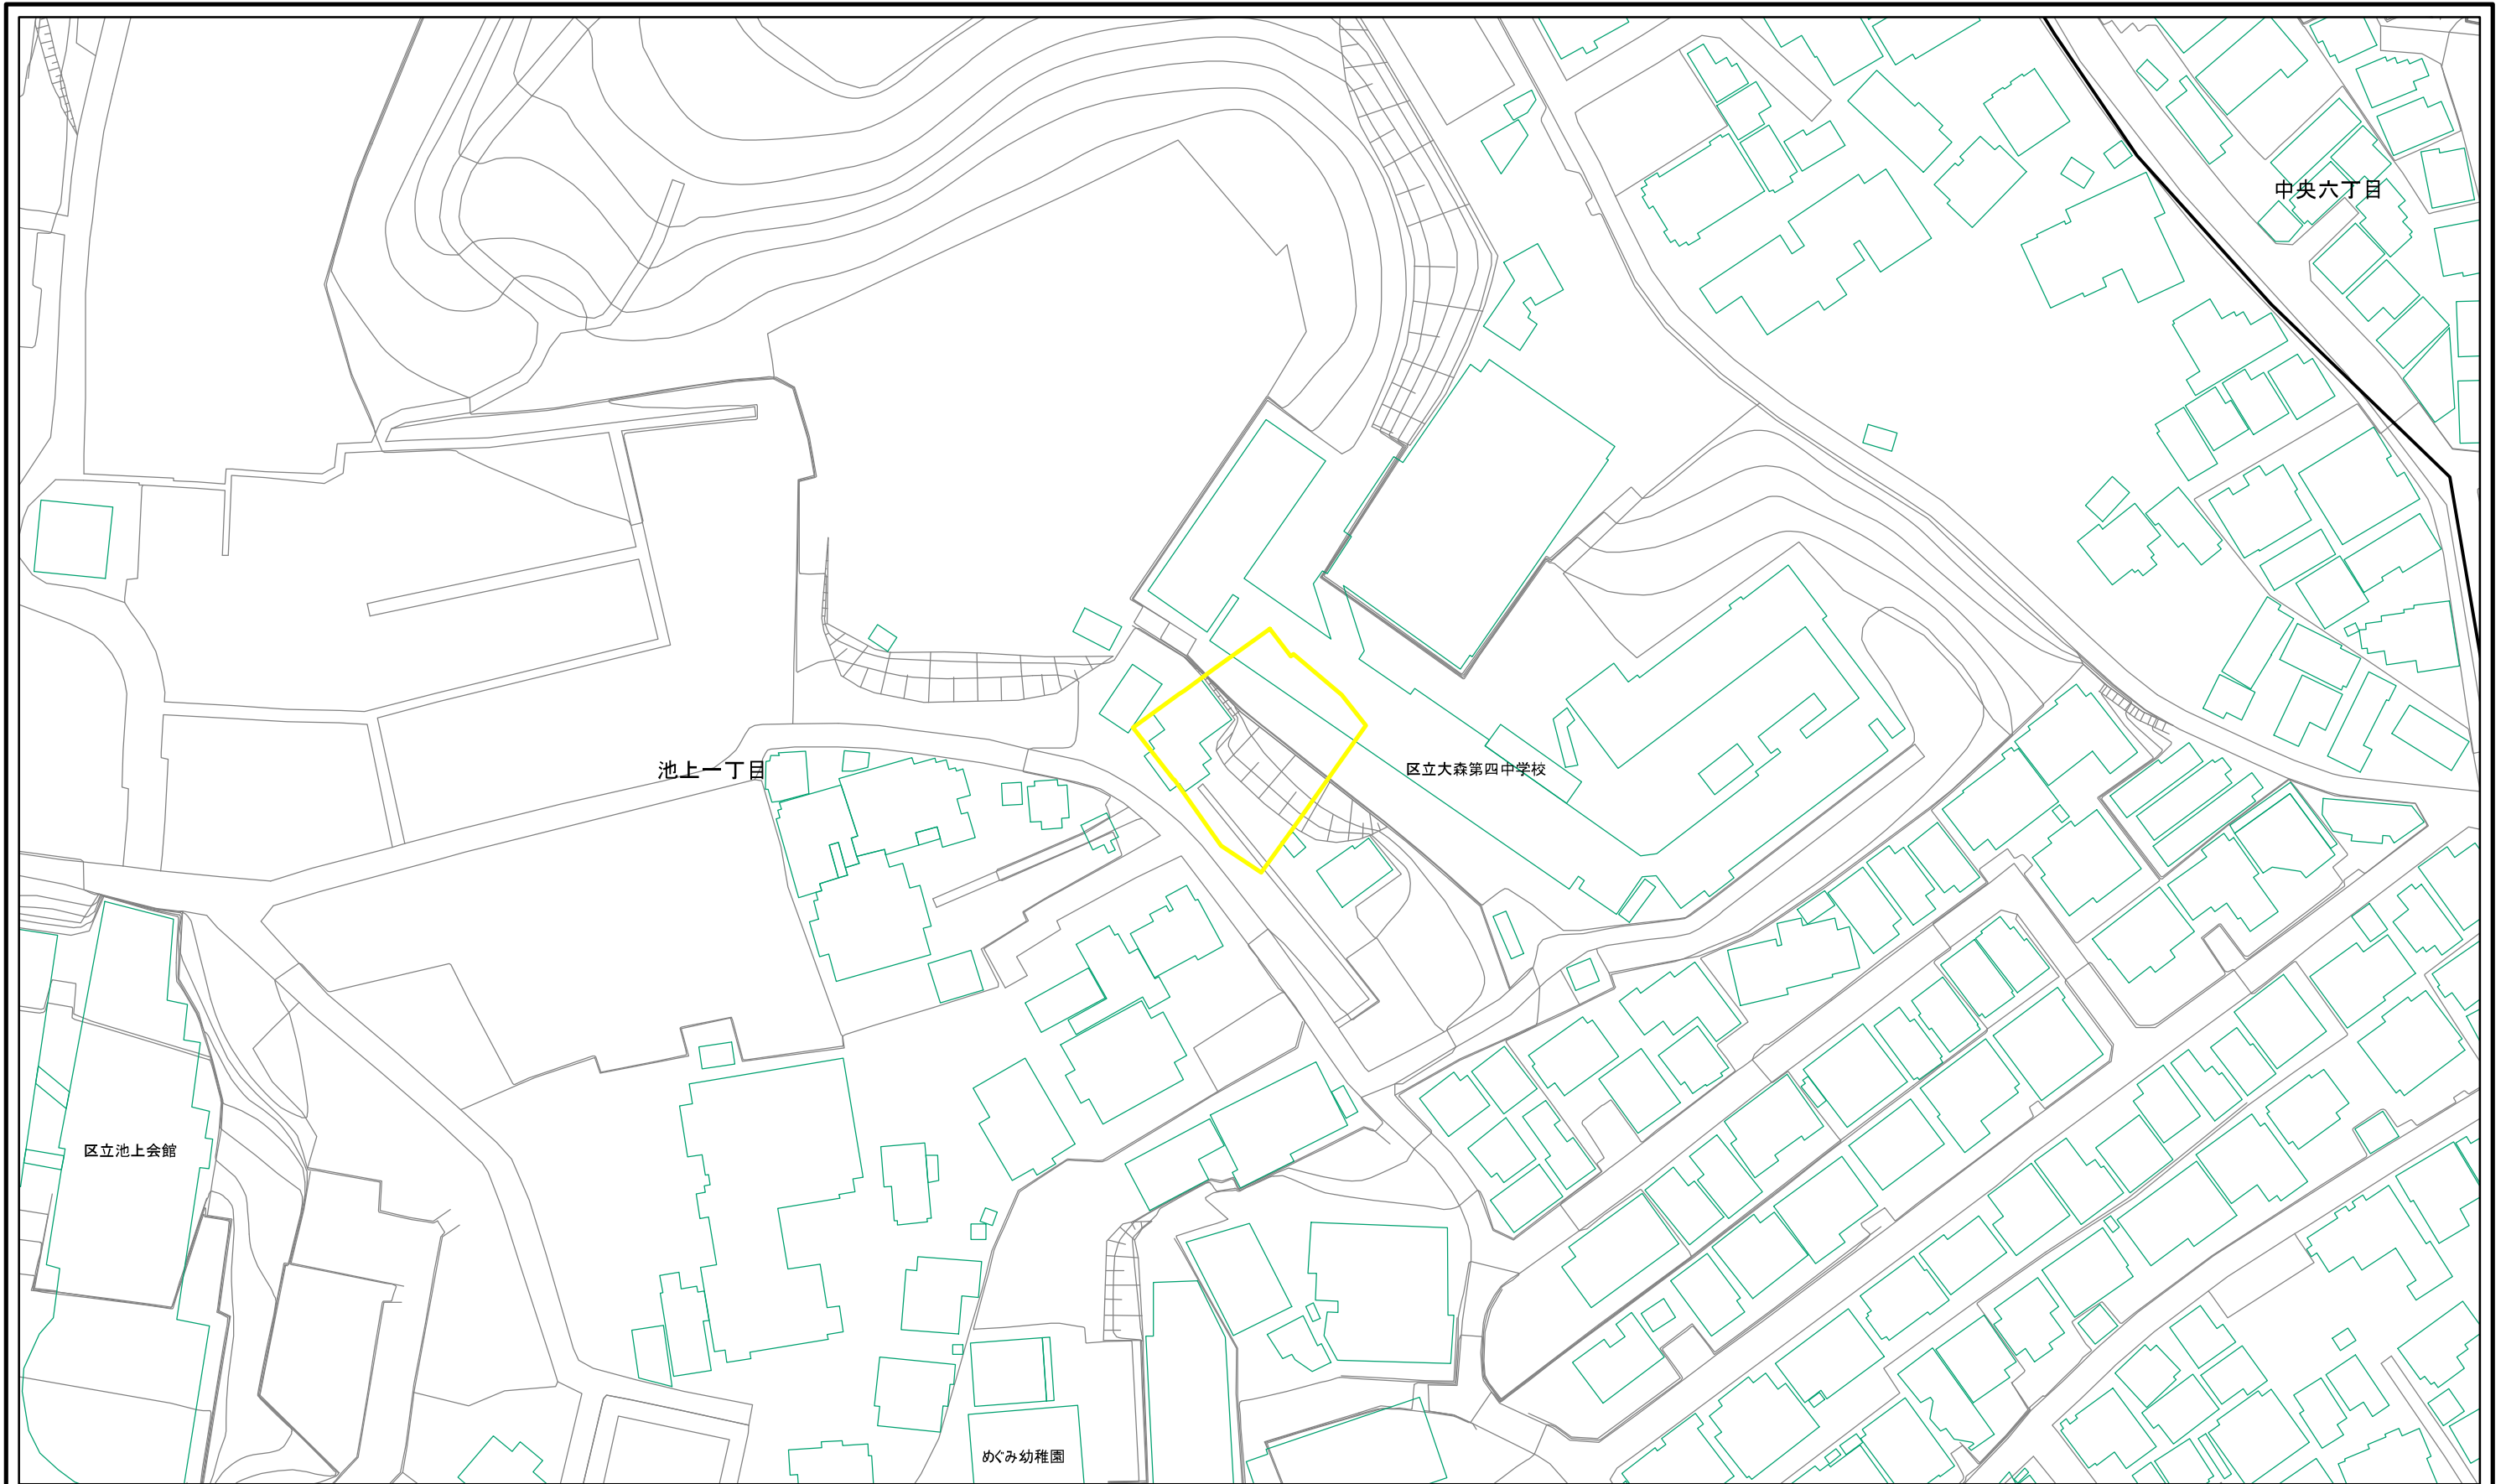 中央六丁目
池上一丁目
区立大森第四中学校
区立池上会館
めぐみ幼稚園